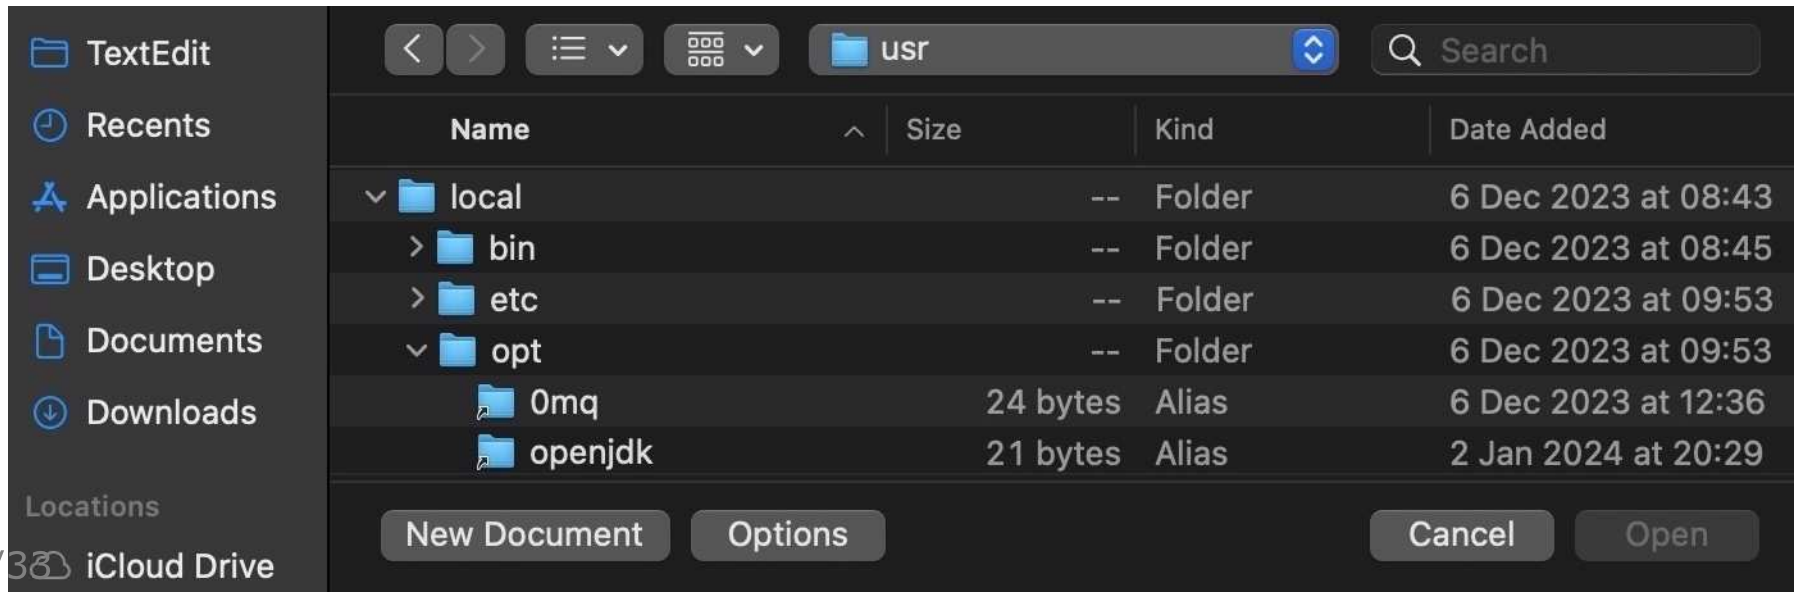 TextEdit
Recents
Applications
Desktop
Documents
Downloads
Locations
iCloud Drive
usr
Search
Name Size Kind Date Added
local -- Folder 6 Dec 2023 at 08:43
bin -- Folder 6 Dec 2023 at 08:45
etc -- Folder 6 Dec 2023 at 09:53
opt -- Folder 6 Dec 2023 at 09:53
0mq 24 bytes Alias 6 Dec 2023 at 12:36
openjdk 21 bytes Alias 2 Jan 2024 at 20:29
New Document Options Cancel Open